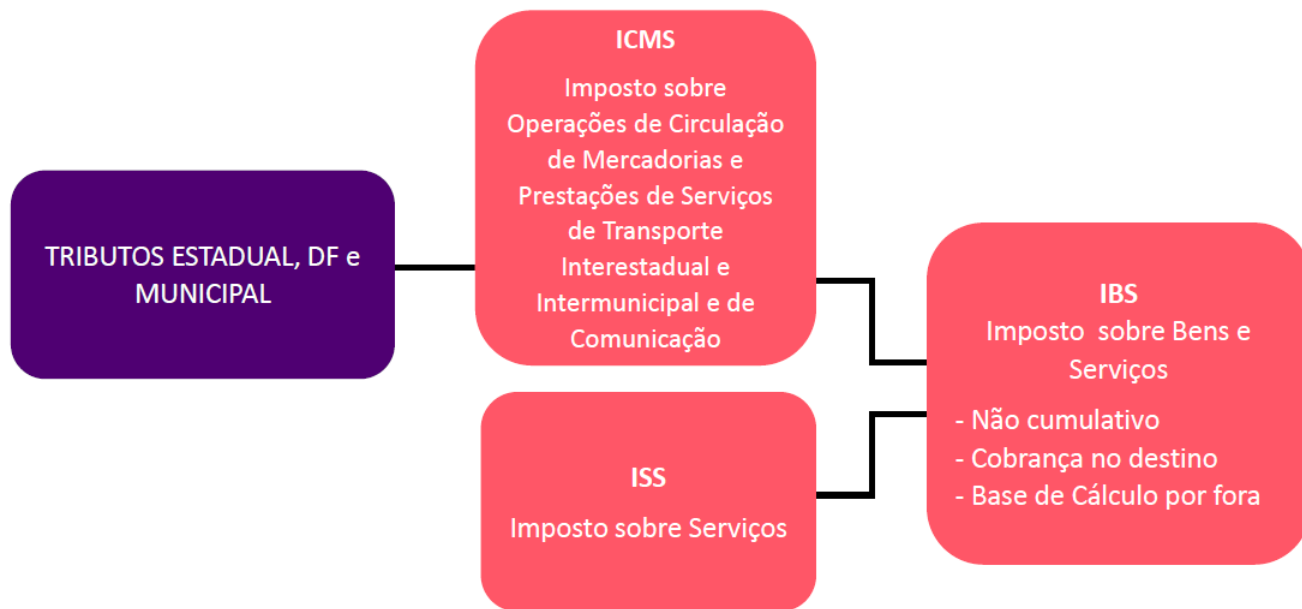 TRIBUTOS ESTADUAL, DF e
MUNICIPAL
ICMS
Imposto sobre
Operações de Circulação
de Mercadorias e
Prestações de Serviços
de Transporte
Interestadual e
Intermunicipal e de
Comunicação
ISS
Imposto sobre Serviços
IBS
Imposto sobre Bens e
Serviços
- Não cumulativo
- Cobrança no destino
- Base de Cálculo por fora